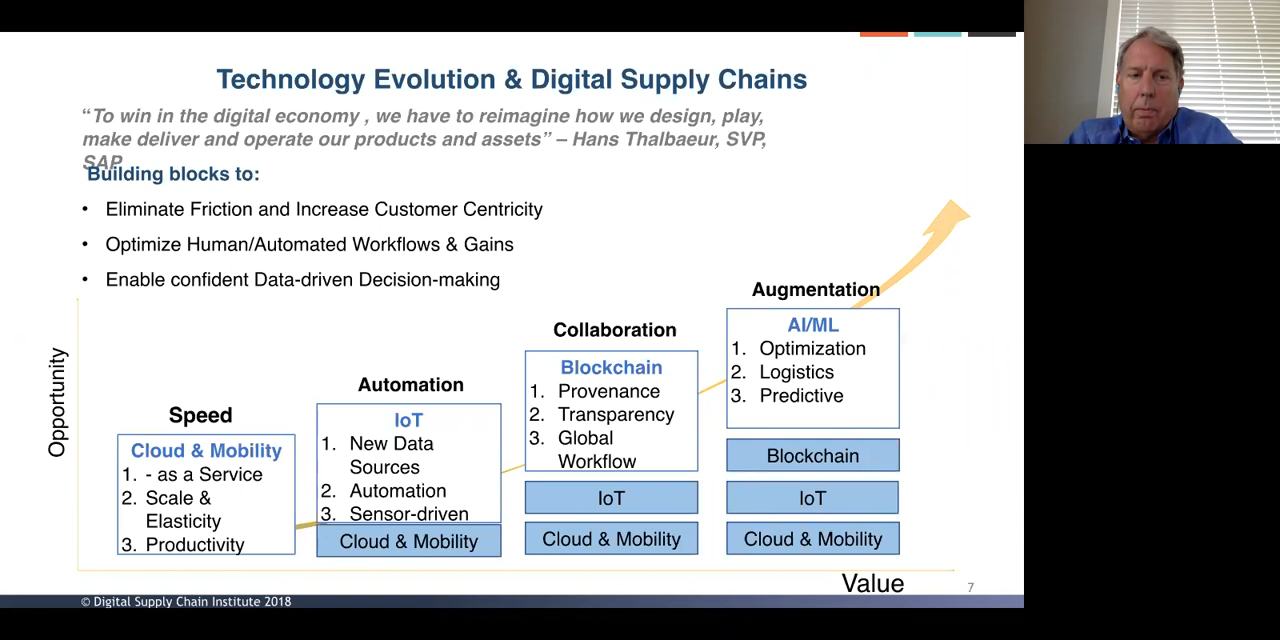 Technology Evolution & Digital Supply Chains
“To win in the digital economy , we have to reimagine how we design, play,
make deliver and operate our products and assets” – Hans Thalbaeur, SVP,
SAP
Building blocks to:
• Eliminate Friction and Increase Customer Centricity
• Optimize Human/Automated Workflows & Gains
• Enable confident Data-driven Decision-making
Opportunity
Speed
Cloud & Mobility
1. - as a Service
2. Scale &
Elasticity
3. Productivity
Automation
IoT
1. New Data
Sources
2. Automation
3. Sensor-driven
Cloud & Mobility
Collaboration
Blockchain
1. Provenance
2. Transparency
3. Global
Workflow
IoT
Cloud & Mobility
Augmentation
AI/ML
1. Optimization
2. Logistics
3. Predictive
Blockchain
IoT
Cloud & Mobility
Value
7
© Digital Supply Chain Institute 2018